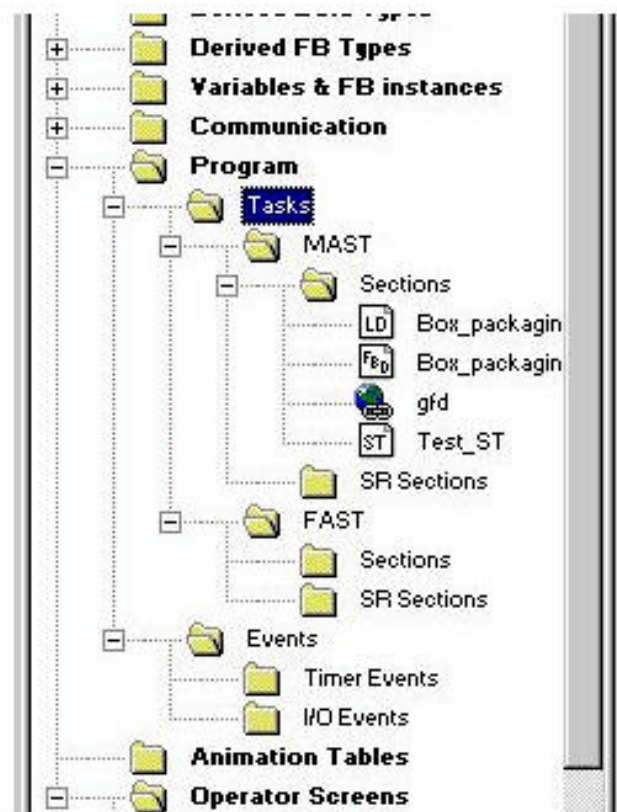 Derived FB Types
Variables & FB instances
Communication
Program
Tasks
MAST
Sections
LD Box_packagin
FBD Box_packagin
gfd
ST Test_ST
SR Sections
FAST
Sections
SR Sections
Events
Timer Events
I/O Events
Animation Tables
Operator Screens